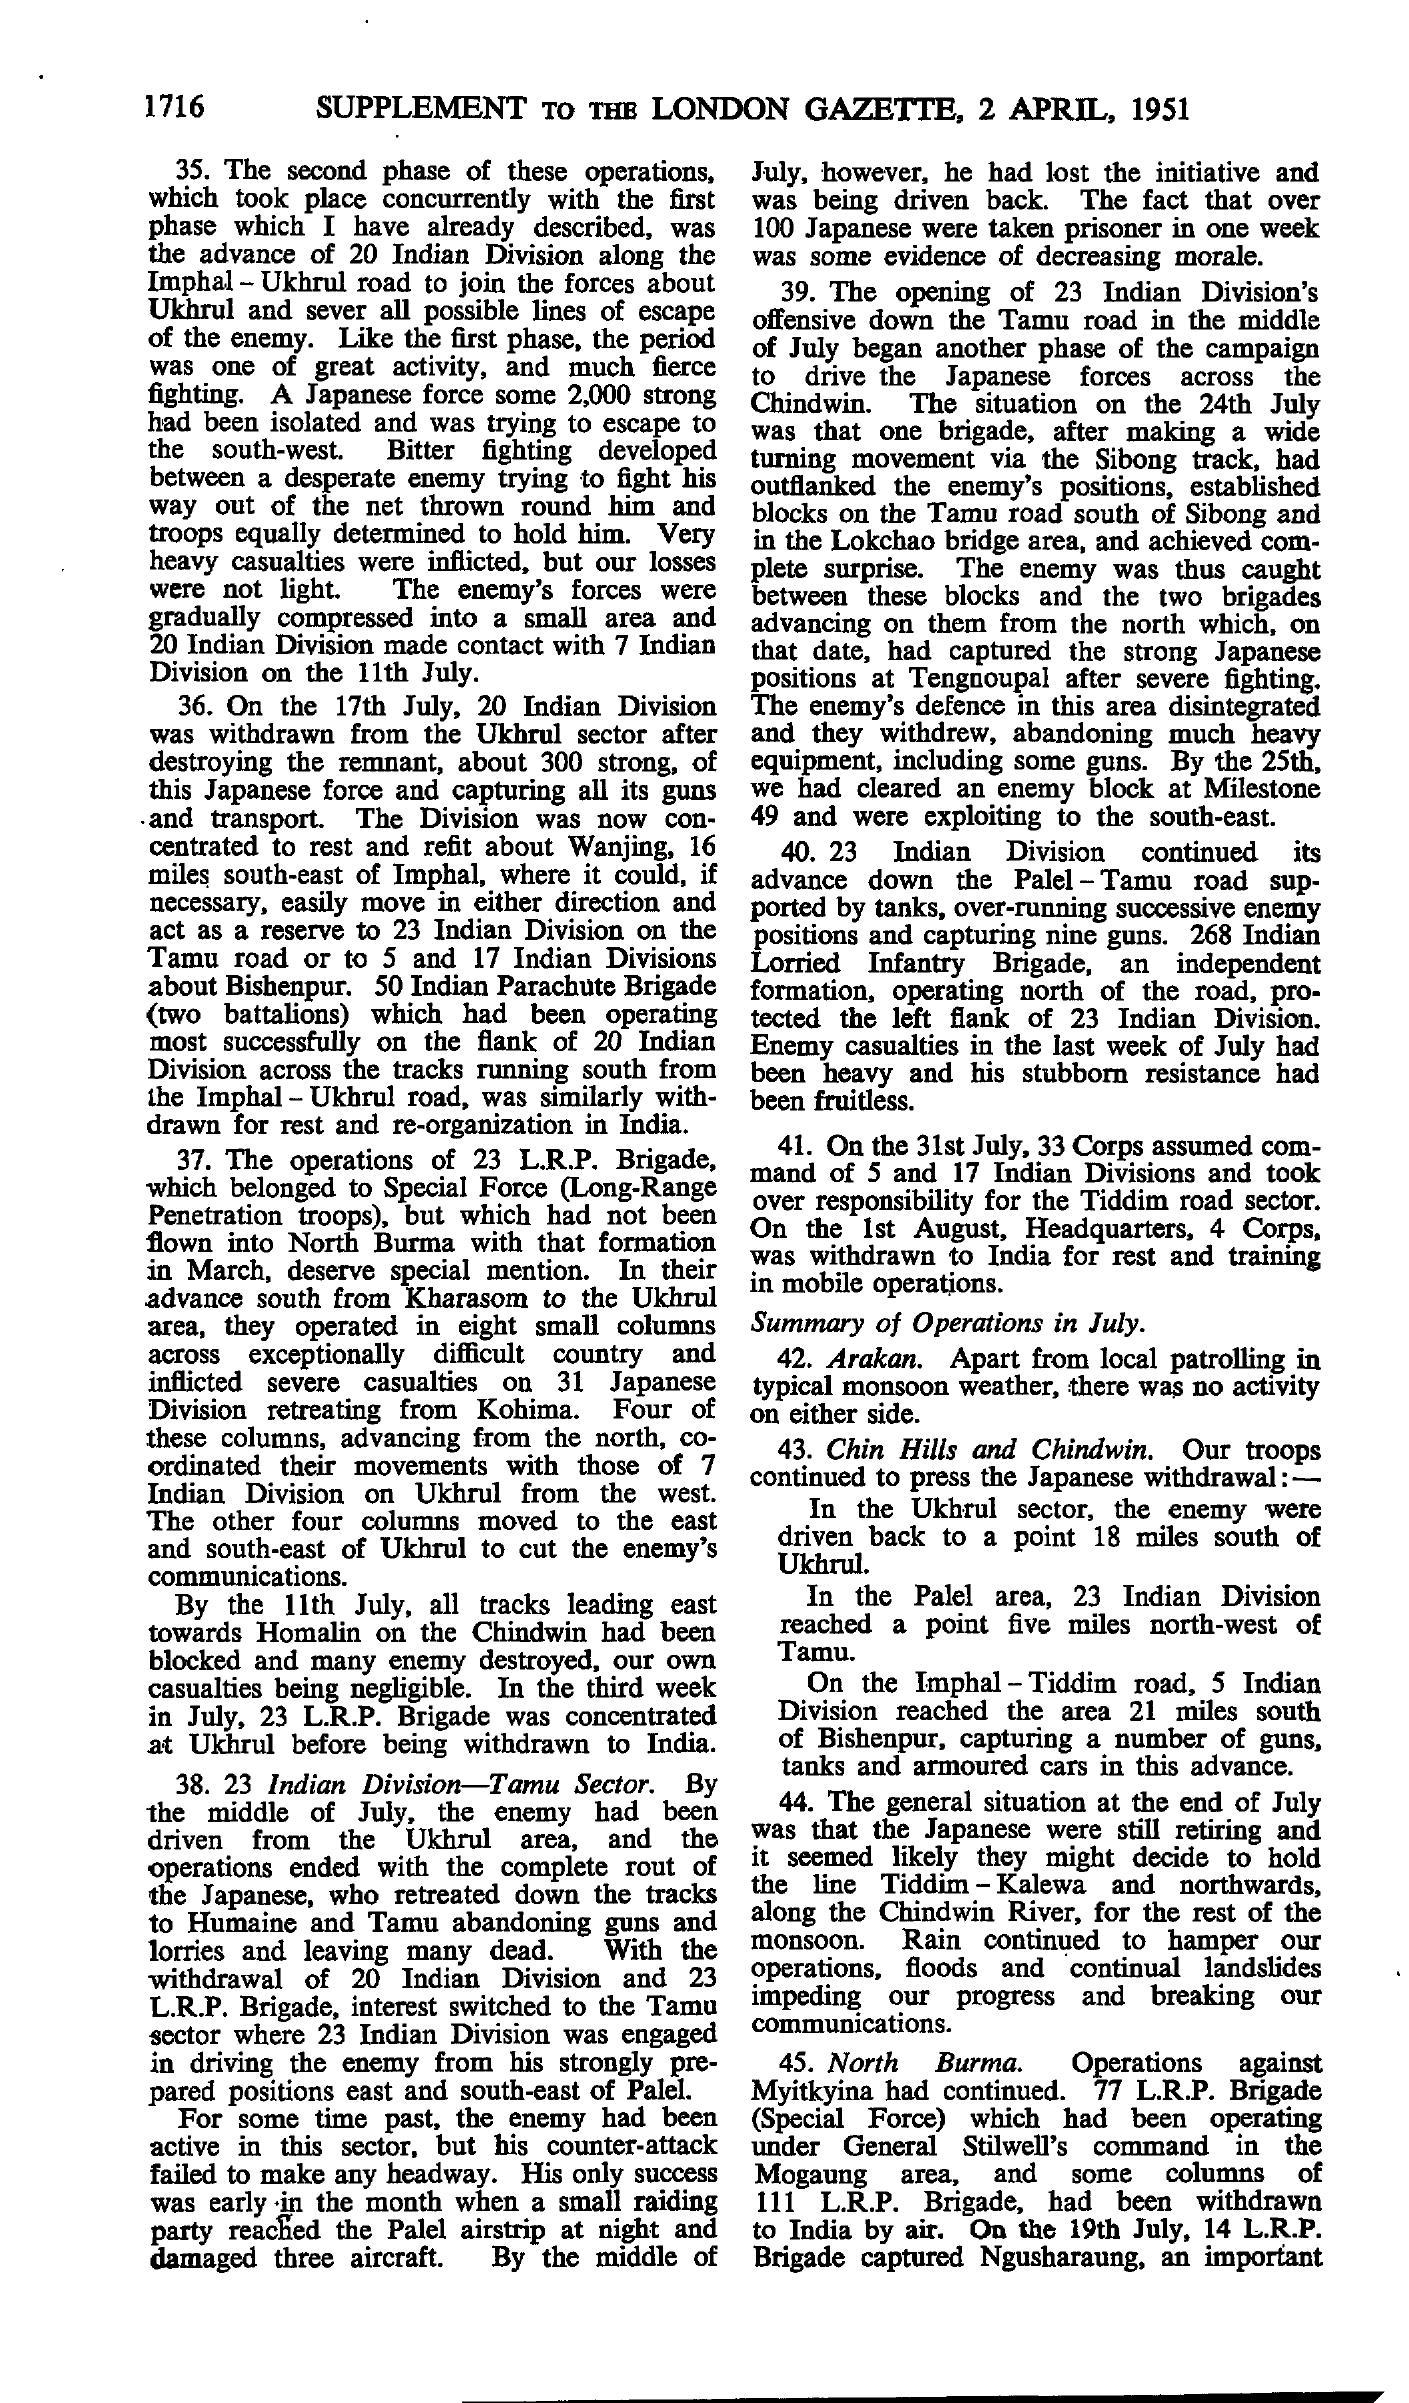 1716 SUPPLEMENT TO THE LONDON GAZETTE, 2 APRIL, 1951
35. The second phase of these operations,
which took place concurrently with the first
phase which I have already described, was
the advance of 20 Indian Division along the
Imphal – Ukhrul road to join the forces about
Ukhrul and sever all possible lines of escape
of the enemy. Like the first phase, the period
was one of great activity, and much fierce
fighting. A Japanese force some 2,000 strong
had been isolated and was trying to escape to
the south-west. Bitter fighting developed
between a desperate enemy trying to fight his
way out of the net thrown round him and
troops equally determined to hold him. Very
heavy casualties were inflicted, but our losses
were not light. The enemy's forces were
gradually compressed into a small area and
20 Indian Division made contact with 7 Indian
Division on the 11th July.
36. On the 17th July, 20 Indian Division
was withdrawn from the Ukhrul sector after
destroying the remnant, about 300 strong, of
this Japanese force and capturing all its guns
and transport. The Division was now con-
centrated to rest and refit about Wanjing, 16
miles south-east of Imphal, where it could, if
necessary, easily move in either direction and
act as a reserve to 23 Indian Division on the
Tamu road or to 5 and 17 Indian Divisions
about Bishenpur. 50 Indian Parachute Brigade
(two battalions) which had been operating
most successfully on the flank of 20 Indian
Division across the tracks running south from
the Imphal – Ukhrul road, was similarly with-
drawn for rest and re-organization in India.
37. The operations of 23 L.R.P. Brigade,
which belonged to Special Force (Long-Range
Penetration troops), but which had not been
flown into North Burma with that formation
in March, deserve special mention. In their
advance south from Kharasom to the Ukhrul
area, they operated in eight small columns
across exceptionally difficult country and
inflicted severe casualties on 31 Japanese
Division retreating from Kohima. Four of
these columns, advancing from the north, co-
ordinated their movements with those of 7
Indian Division on Ukhrul from the west.
The other four columns moved to the east
and south-east of Ukhrul to cut the enemy's
communications.
By the 11th July, all tracks leading east
towards Homalin on the Chindwin had been
blocked and many enemy destroyed, our own
casualties being negligible. In the third week
in July, 23 L.R.P. Brigade was concentrated
at Ukhrul before being withdrawn to India.
38. 23 Indian Division—Tamu Sector. By
the middle of July, the enemy had been
driven from the Ukhrul area, and the
operations ended with the complete rout of
the Japanese, who retreated down the tracks
to Humaine and Tamu abandoning guns and
lorries and leaving many dead. With the
withdrawal of 20 Indian Division and 23
L.R.P. Brigade, interest switched to the Tamu
sector where 23 Indian Division was engaged
in driving the enemy from his strongly pre-
pared positions east and south-east of Palel.
For some time past, the enemy had been
active in this sector, but his counter-attack
failed to make any headway. His only success
was early in the month when a small raiding
party reached the Palel airstrip at night and
damaged three aircraft. By the middle of
July, however, he had lost the initiative and
was being driven back. The fact that over
100 Japanese were taken prisoner in one week
was some evidence of decreasing morale.
39. The opening of 23 Indian Division's
offensive down the Tamu road in the middle
of July began another phase of the campaign
to drive the Japanese forces across the
Chindwin. The situation on the 24th July
was that one brigade, after making a wide
turning movement via the Sibong track, had
outflanked the enemy's positions, established
blocks on the Tamu road south of Sibong and
in the Lokchao bridge area, and achieved com-
plete surprise. The enemy was thus caught
between these blocks and the two brigades
advancing on them from the north which, on
that date, had captured the strong Japanese
positions at Tengnoupal after severe fighting.
The enemy's defence in this area disintegrated
and they withdrew, abandoning much heavy
equipment, including some guns. By the 25th,
we had cleared an enemy block at Milestone
49 and were exploiting to the south-east.
40. 23 Indian Division continued its
advance down the Palel – Tamu road sup-
ported by tanks, over-running successive enemy
positions and capturing nine guns. 268 Indian
Lorried Infantry Brigade, an independent
formation, operating north of the road, pro-
tected the left flank of 23 Indian Division.
Enemy casualties in the last week of July had
been heavy and his stubborn resistance had
been fruitless.
41. On the 31st July, 33 Corps assumed com-
mand of 5 and 17 Indian Divisions and took
over responsibility for the Tiddim road sector.
On the 1st August, Headquarters, 4 Corps,
was withdrawn to India for rest and training
in mobile operations.
Summary of Operations in July.
42. Arakan. Apart from local patrolling in
typical monsoon weather, there was no activity
on either side.
43. Chin Hills and Chindwin. Our troops
continued to press the Japanese withdrawal:—
In the Ukhrul sector, the enemy were
driven back to a point 18 miles south of
Ukhrul.
In the Palel area, 23 Indian Division
reached a point five miles north-west of
Tamu.
On the Imphal – Tiddim road, 5 Indian
Division reached the area 21 miles south
of Bishenpur, capturing a number of guns,
tanks and armoured cars in this advance.
44. The general situation at the end of July
was that the Japanese were still retiring and
it seemed likely they might decide to hold
the line Tiddim – Kalewa and northwards,
along the Chindwin River, for the rest of the
monsoon. Rain continued to hamper our
operations, floods and continual landslides
impeding our progress and breaking our
communications.
45. North Burma. Operations against
Myitkyina had continued. 77 L.R.P. Brigade
(Special Force) which had been operating
under General Stilwell's command in the
Mogaung area, and some columns of
111 L.R.P. Brigade, had been withdrawn
to India by air. On the 19th July, 14 L.R.P.
Brigade captured Ngusharaung, an important